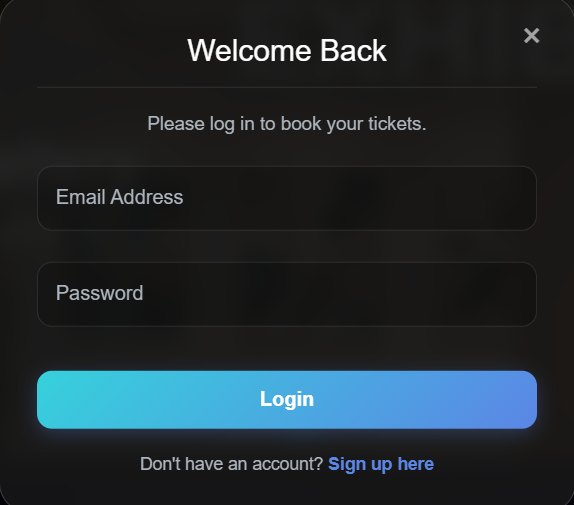 Welcome Back
×
Please log in to book your tickets.
Email Address
Password
Login
Don't have an account? Sign up here